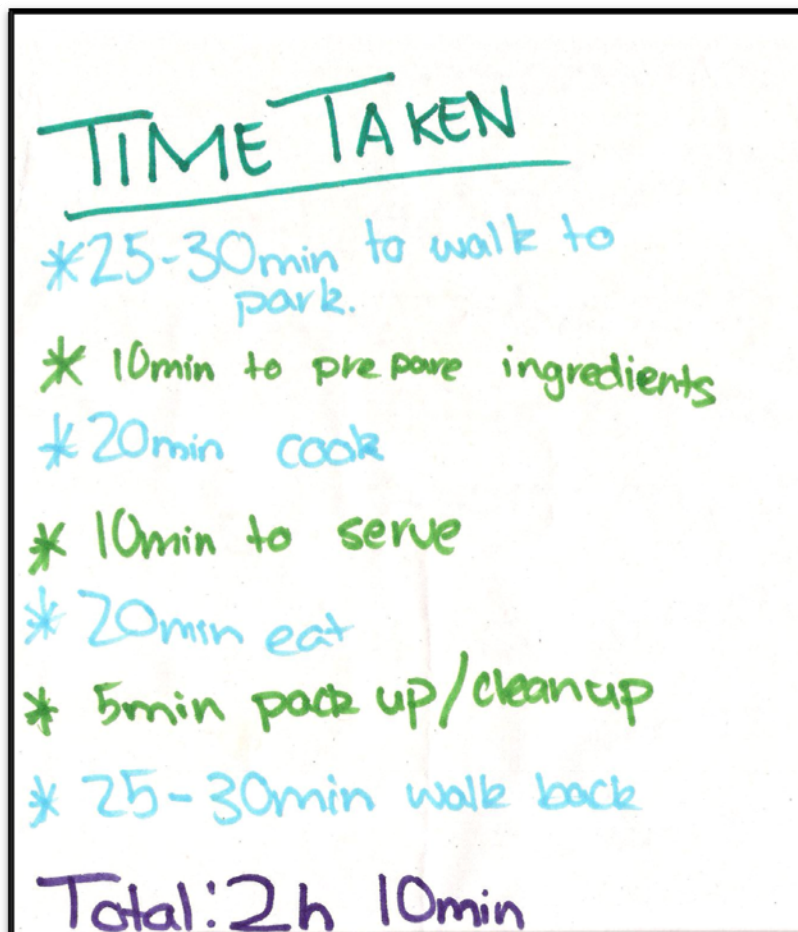 TIME TAKEN
*25-30min to walk to
park.
* 10min to prepare ingredients
*20min cook
* 10min to serve
* 20min eat
* 5min pack up/cleanup
* 25-30min walk back
Total: 2h 10min